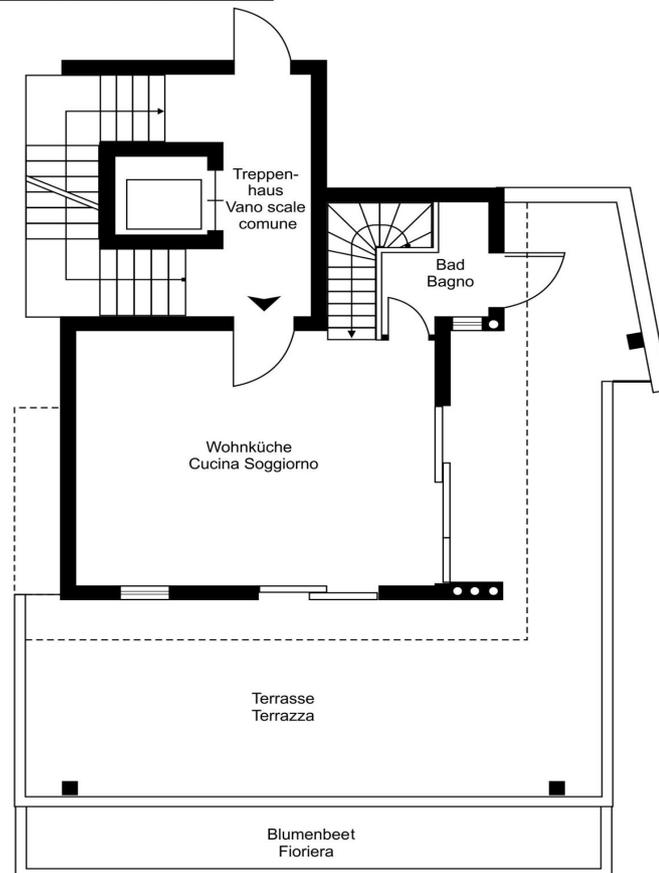 Treppen-
haus
Vano scale
comune
Bad
Bagno
Wohnküche
Cucina Soggiorno
Terrasse
Terrazza
Blumenbeet
Fioriera